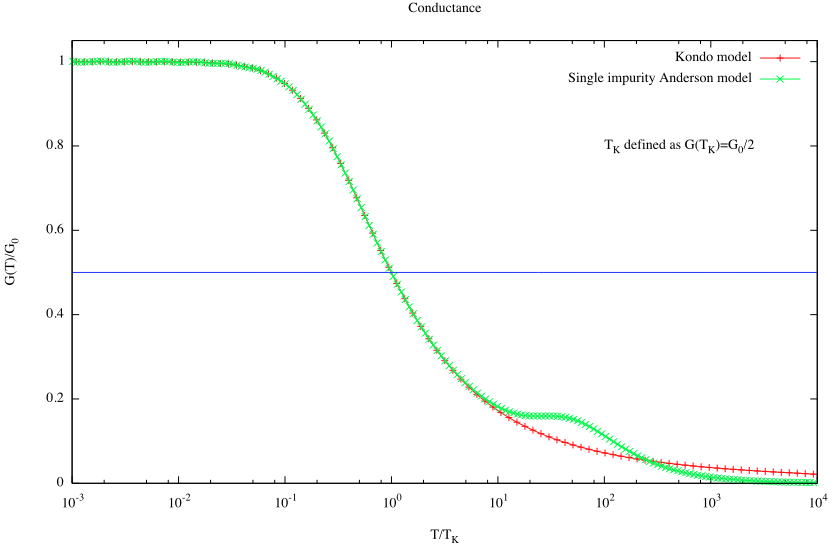 Conductance
Kondo model
Single impurity Anderson model
T_K defined as G(T_K)=G_0/2
G(T)/G_0
1
0.8
0.6
0.4
0.2
0
10^-3
10^-2
10^-1
10^0
10^1
10^2
10^3
10^4
T/T_K